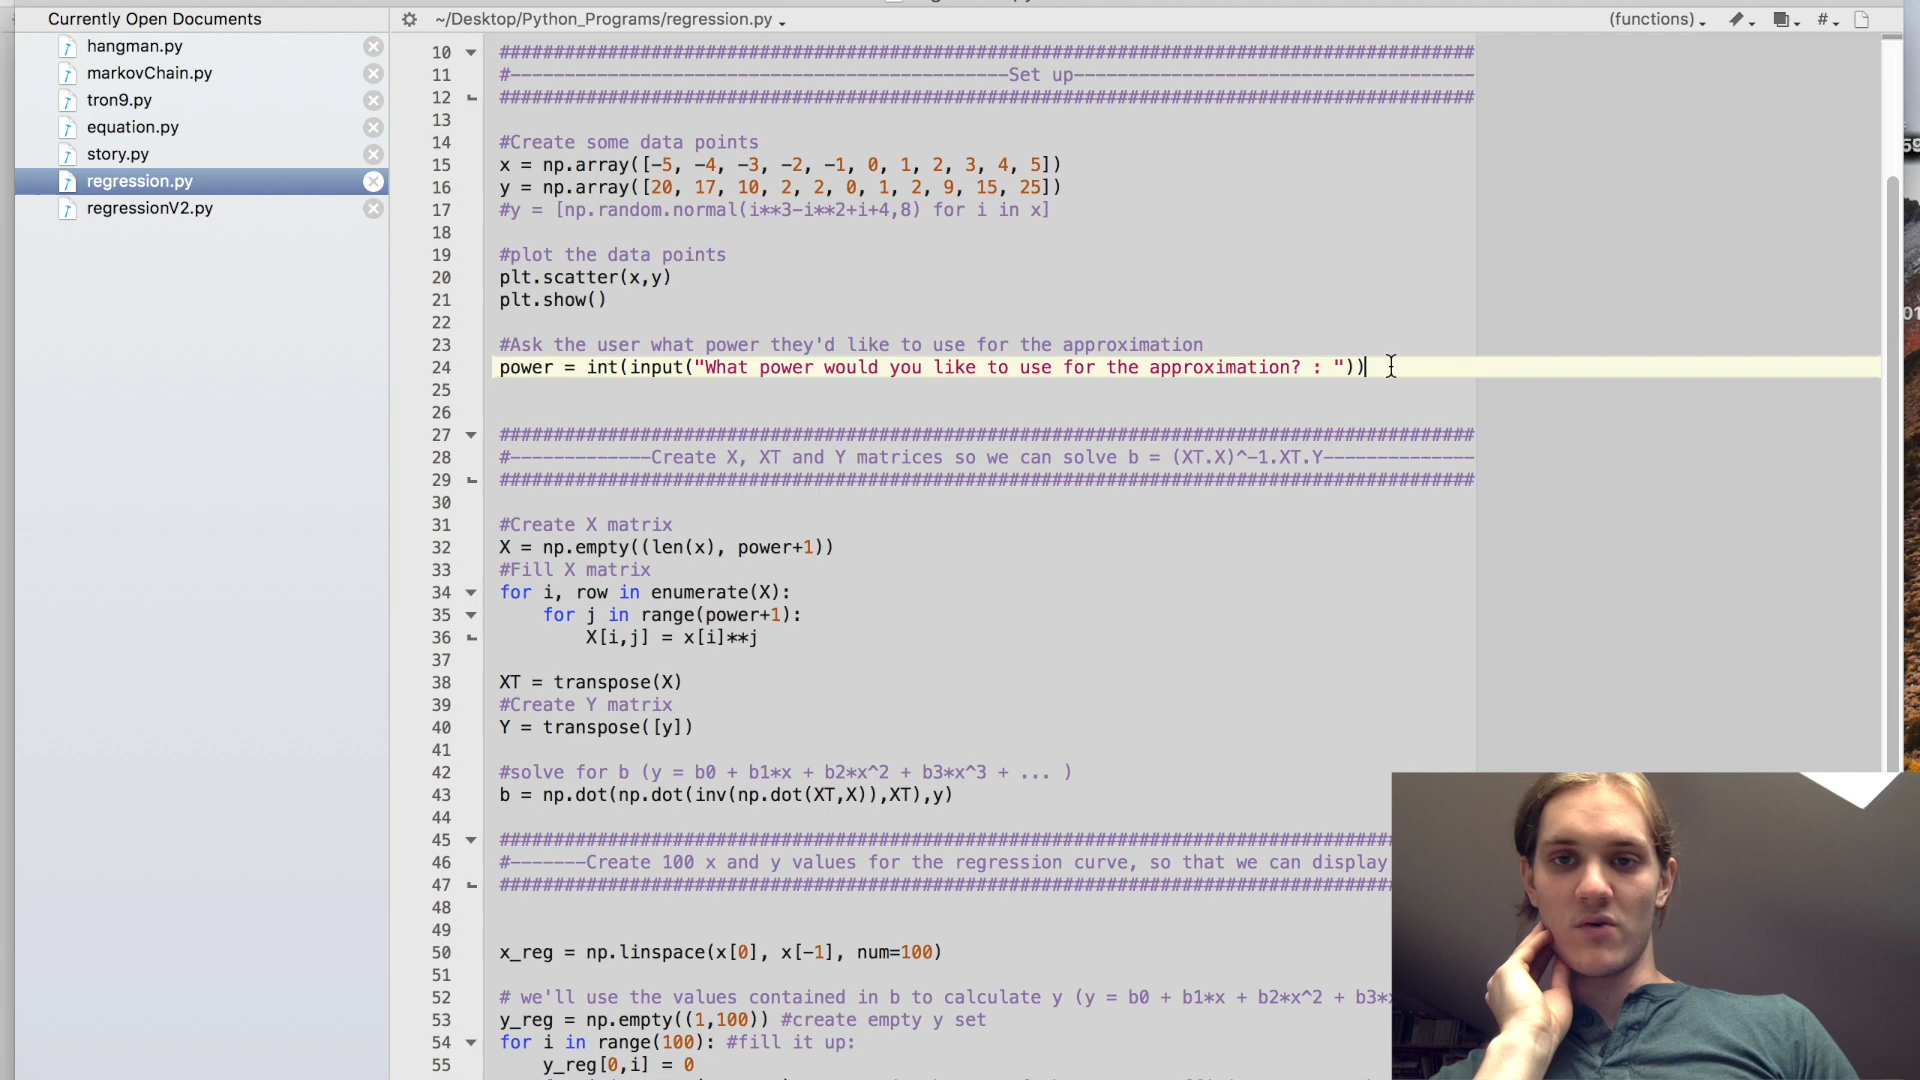 Currently Open Documents
hangman.py
markovChain.py
tron9.py
equation.py
story.py
regression.py
regressionV2.py
~/Desktop/Python_Programs/regression.py
(functions)
#
10 ##########################################################################################
11 #----------------------------------------------Set up-------------------------------------
12 ##########################################################################################
13
14 #Create some data points
15 x = np.array([-5, -4, -3, -2, -1, 0, 1, 2, 3, 4, 5])
16 y = np.array([20, 17, 10, 2, 2, 0, 1, 2, 9, 15, 25])
17 #y = [np.random.normal(i**3-i**2+i+4,8) for i in x]
18
19 #plot the data points
20 plt.scatter(x,y)
21 plt.show()
22
23 #Ask the user what power they'd like to use for the approximation
24 power = int(input("What power would you like to use for the approximation? : "))
25
26
27 ##########################################################################################
28 #-------------Create X, XT and Y matrices so we can solve b = (XT.X)^-1.XT.Y--------------
29 ##########################################################################################
30
31 #Create X matrix
32 X = np.empty((len(x), power+1))
33 #Fill X matrix
34 for i, row in enumerate(X):
35     for j in range(power+1):
36         X[i,j] = x[i]**j
37
38 XT = transpose(X)
39 #Create Y matrix
40 Y = transpose([y])
41
42 #solve for b (y = b0 + b1*x + b2*x^2 + b3*x^3 + ... )
43 b = np.dot(np.dot(inv(np.dot(XT,X)),XT),y)
44
45 ##################################################################################
46 #-------Create 100 x and y values for the regression curve, so that we can display
47 ##################################################################################
48
49
50 x_reg = np.linspace(x[0], x[-1], num=100)
51
52 # we'll use the values contained in b to calculate y (y = b0 + b1*x + b2*x^2 + b3*
53 y_reg = np.empty((1,100)) #create empty y set
54 for i in range(100): #fill it up:
55     y_reg[0,i] = 0